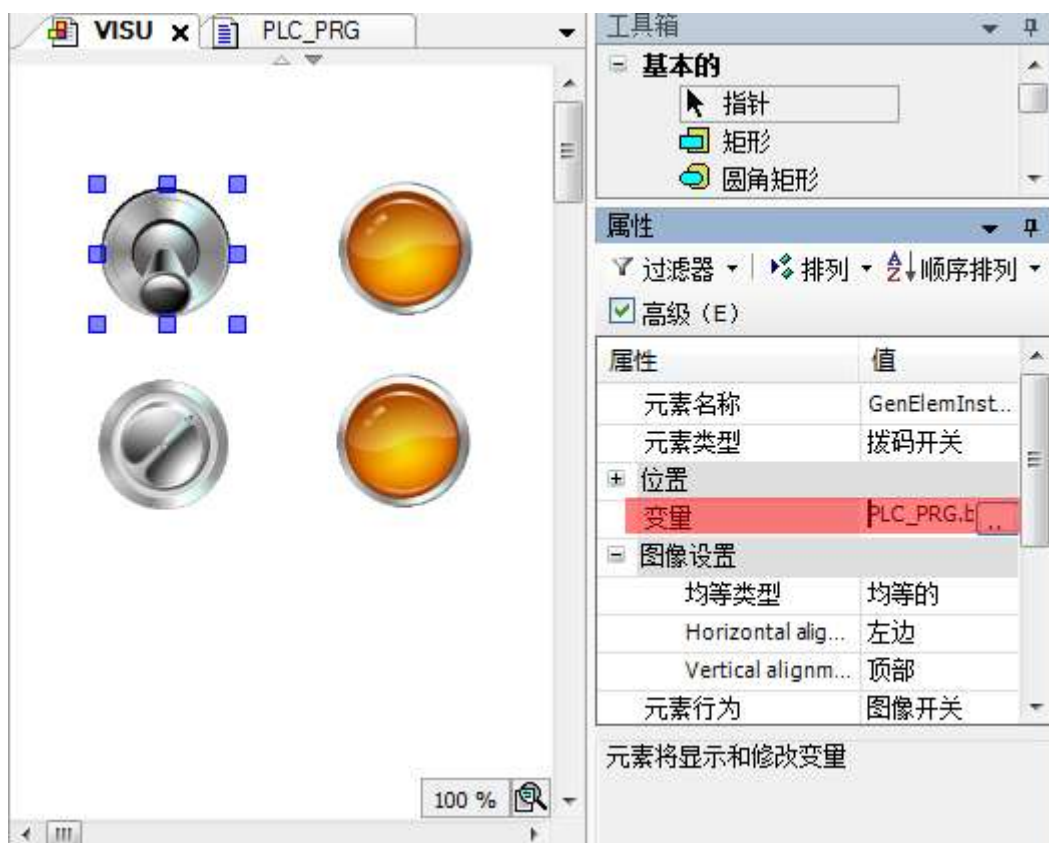 VISU
PLC_PRG
100 %
工具箱
基本的
指针
矩形
圆角矩形
属性
过滤器 排列 顺序排列
高级（E）
属性 值
元素名称 GenElemInst...
元素类型 拨码开关
位置
变量 PLC_PRG.b ..
图像设置
均等类型 均等的
Horizontal alig... 左边
Vertical alignm... 顶部
元素行为 图像开关
元素将显示和修改变量